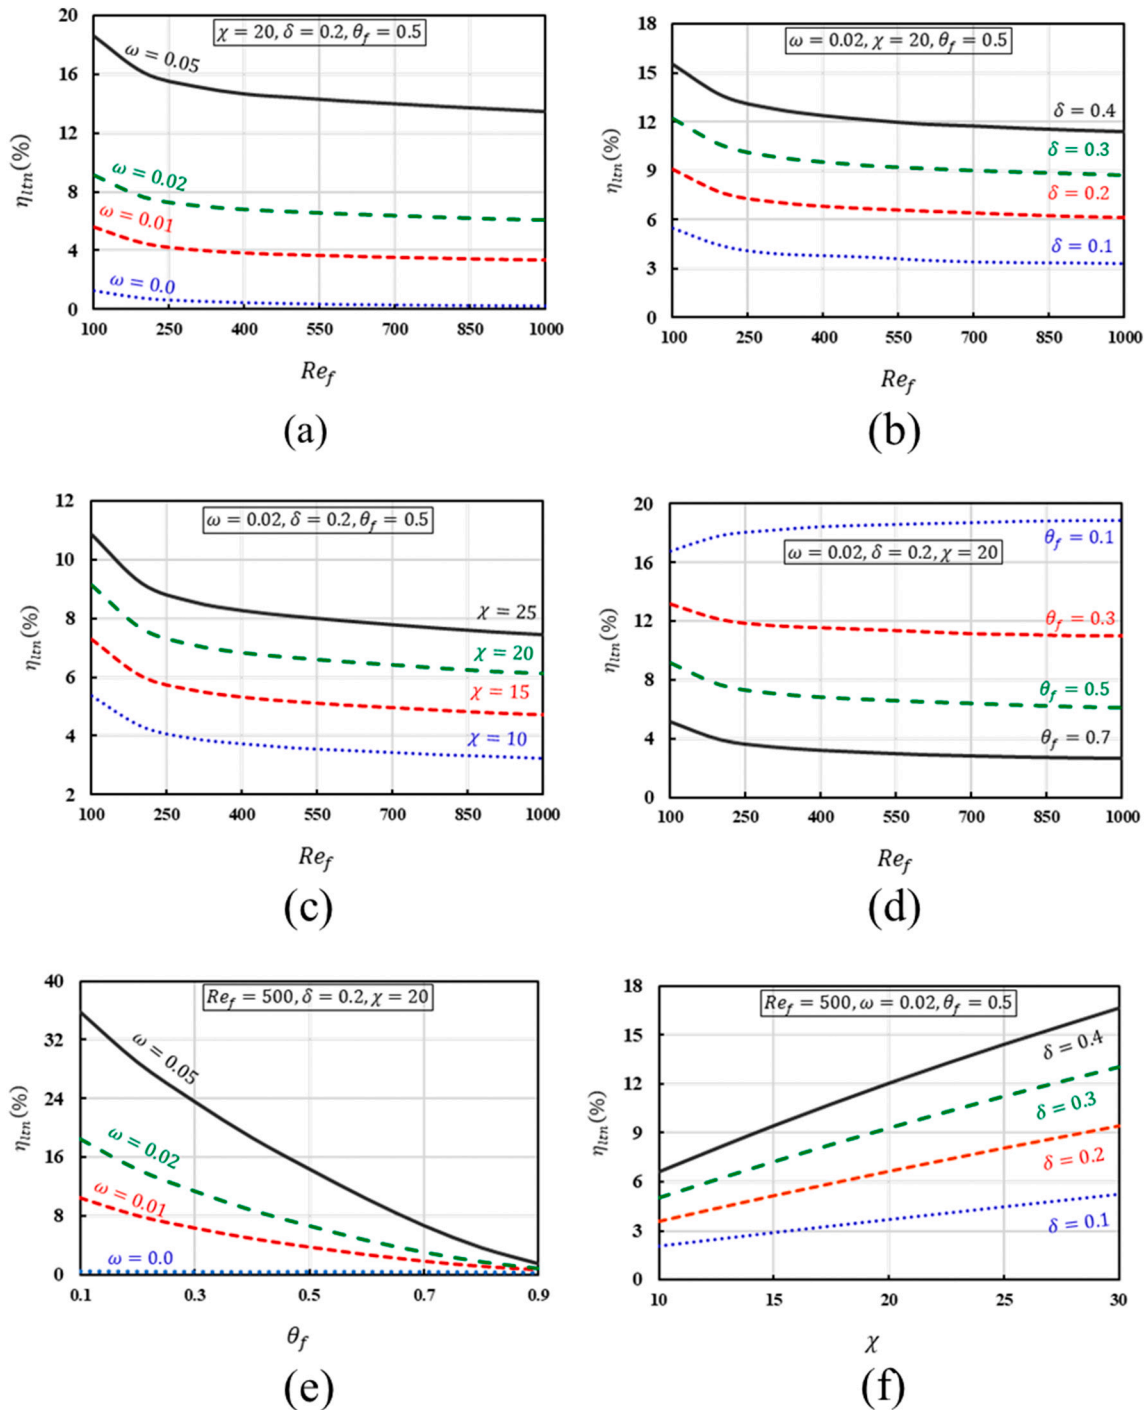 χ = 20, δ = 0.2, θ_f = 0.5
20
16
12
8
4
0
η_ltn(%)
ω = 0.05
ω = 0.02
ω = 0.01
ω = 0.0
100 250 400 550 700 850 1000
Re_f
(a)
ω = 0.02, χ = 20, θ_f = 0.5
18
15
12
9
6
3
0
η_ltn(%)
δ = 0.4
δ = 0.3
δ = 0.2
δ = 0.1
100 250 400 550 700 850 1000
Re_f
(b)
ω = 0.02, δ = 0.2, θ_f = 0.5
12
10
8
6
4
2
η_ltn(%)
χ = 25
χ = 20
χ = 15
χ = 10
100 250 400 550 700 850 1000
Re_f
(c)
20
16
12
8
4
0
η_ltn(%)
θ_f = 0.1
ω = 0.02, δ = 0.2, χ = 20
θ_f = 0.3
θ_f = 0.5
θ_f = 0.7
100 250 400 550 700 850 1000
Re_f
(d)
Re_f = 500, δ = 0.2, χ = 20
40
32
24
16
8
0
η_ltn(%)
ω = 0.05
ω = 0.02
ω = 0.01
ω = 0.0
0.1 0.3 0.5 0.7 0.9
θ_f
(e)
Re_f = 500, ω = 0.02, θ_f = 0.5
18
15
12
9
6
3
0
η_ltn(%)
δ = 0.4
δ = 0.3
δ = 0.2
δ = 0.1
10 15 20 25 30
χ
(f)